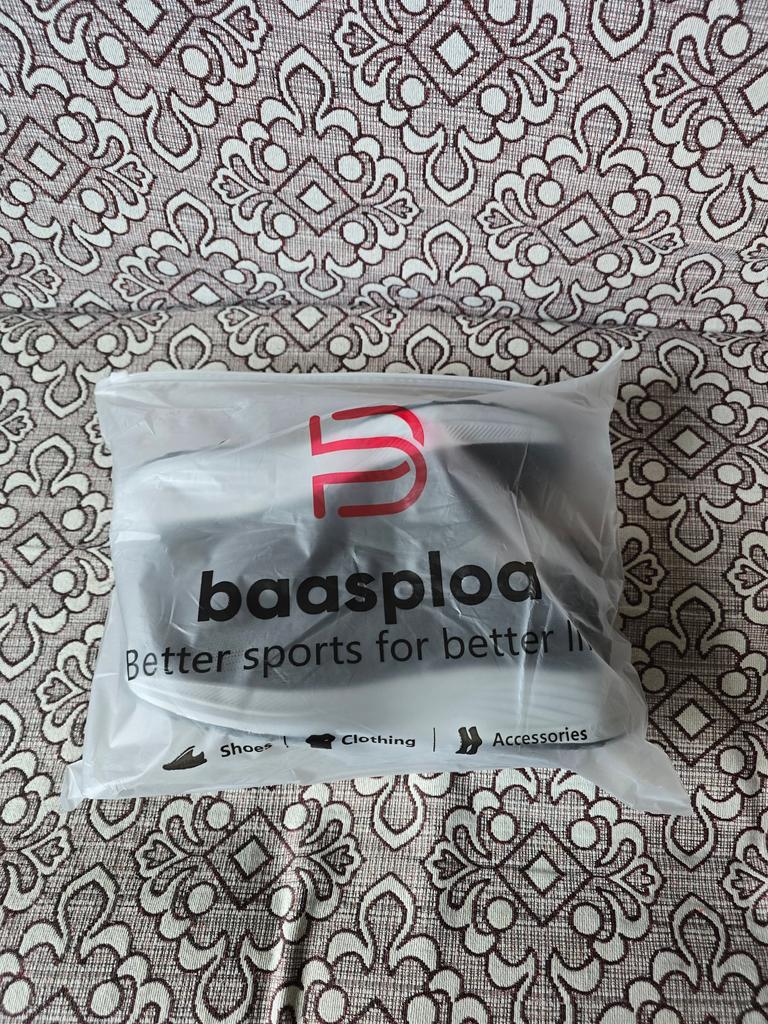 baasploa
Better sports for better
Shoes | Clothing | Accessories